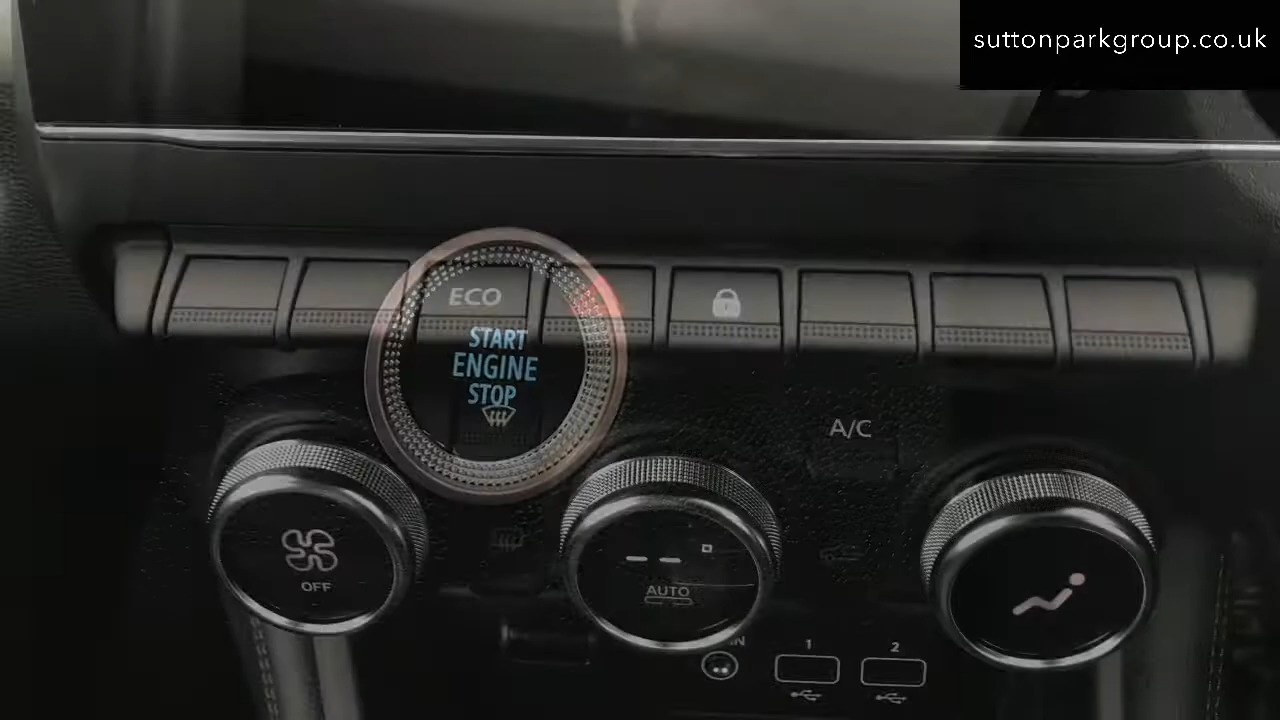 suttonparkgroup.co.uk
ECO
START
ENGINE
STOP
A/C
OFF
AUTO
1
2